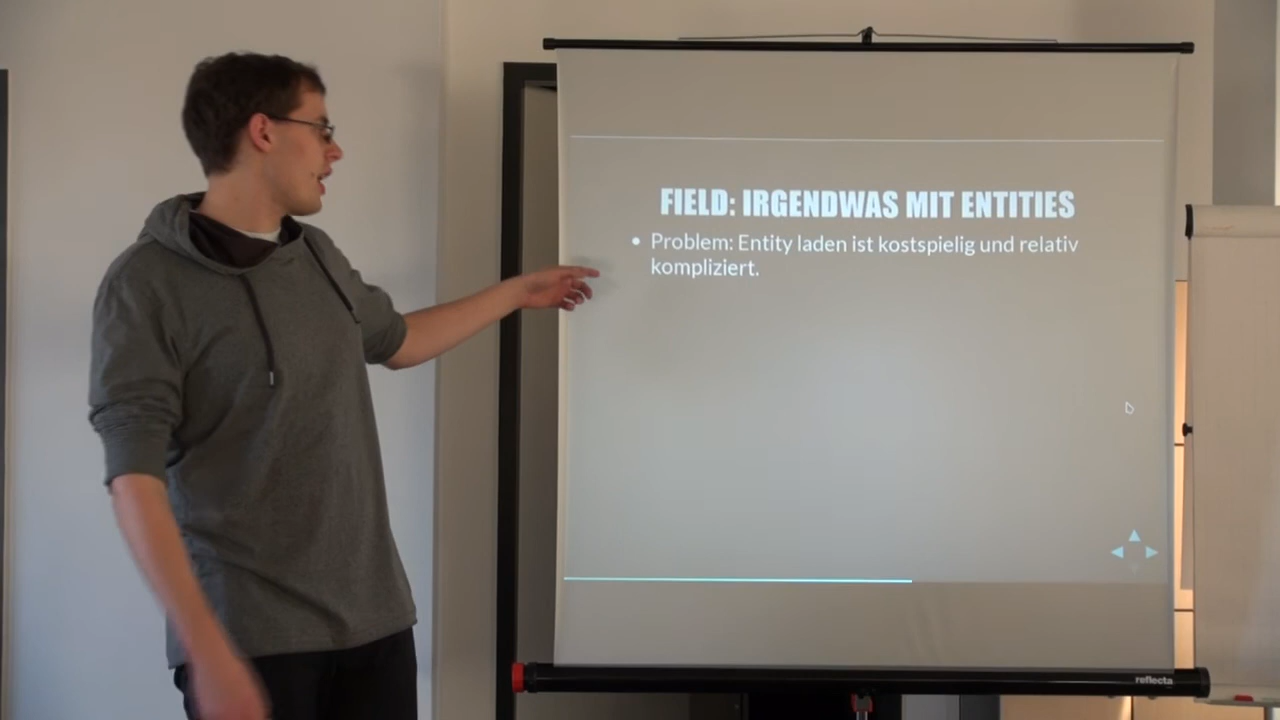 FIELD: IRGENDWAS MIT ENTITIES
• Problem: Entity laden ist kostspielig und relativ
kompliziert.
reflecta